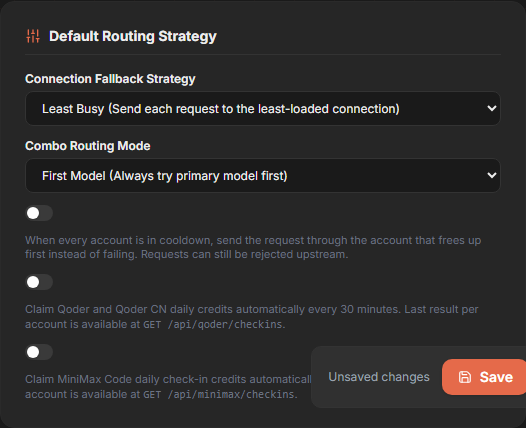 Default Routing Strategy
Connection Fallback Strategy
Least Busy (Send each request to the least-loaded connection)
Combo Routing Mode
First Model (Always try primary model first)
When every account is in cooldown, send the request through the account that frees up
first instead of failing. Requests can still be rejected upstream.
Claim Qoder and Qoder CN daily credits automatically every 30 minutes. Last result per
account is available at GET /api/qoder/checkins.
Claim MiniMax Code daily check-in credits
account is available at GET /api/minimax/checkins.
Unsaved changes
Save